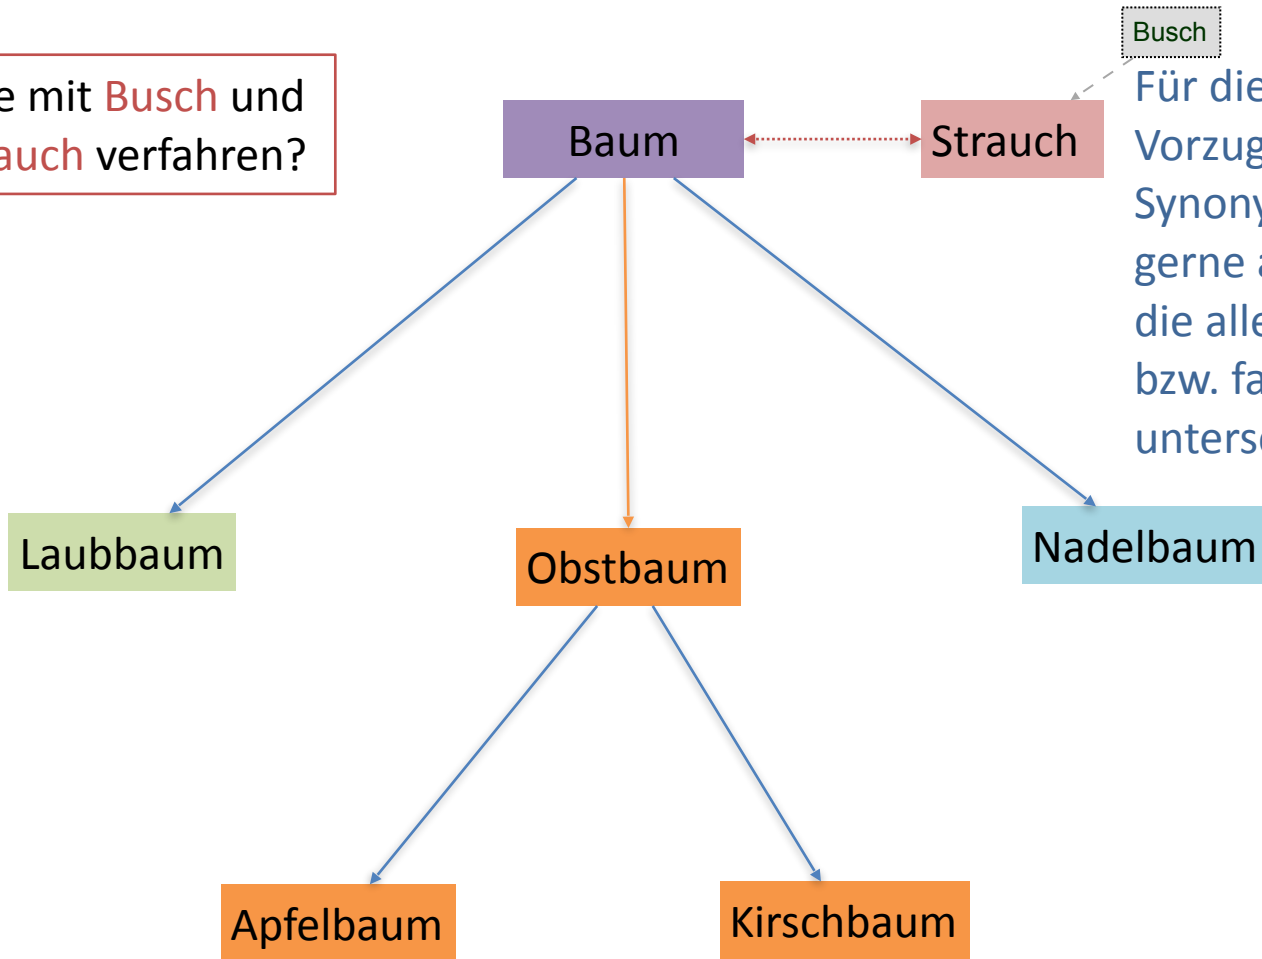 e mit Busch und
auch verfahren?
Busch
Baum
Strauch
Für die
Vorzug
Synony
gerne a
die alle
bzw. fa
unters
Laubbaum
Obstbaum
Nadelbaum
Apfelbaum
Kirschbaum